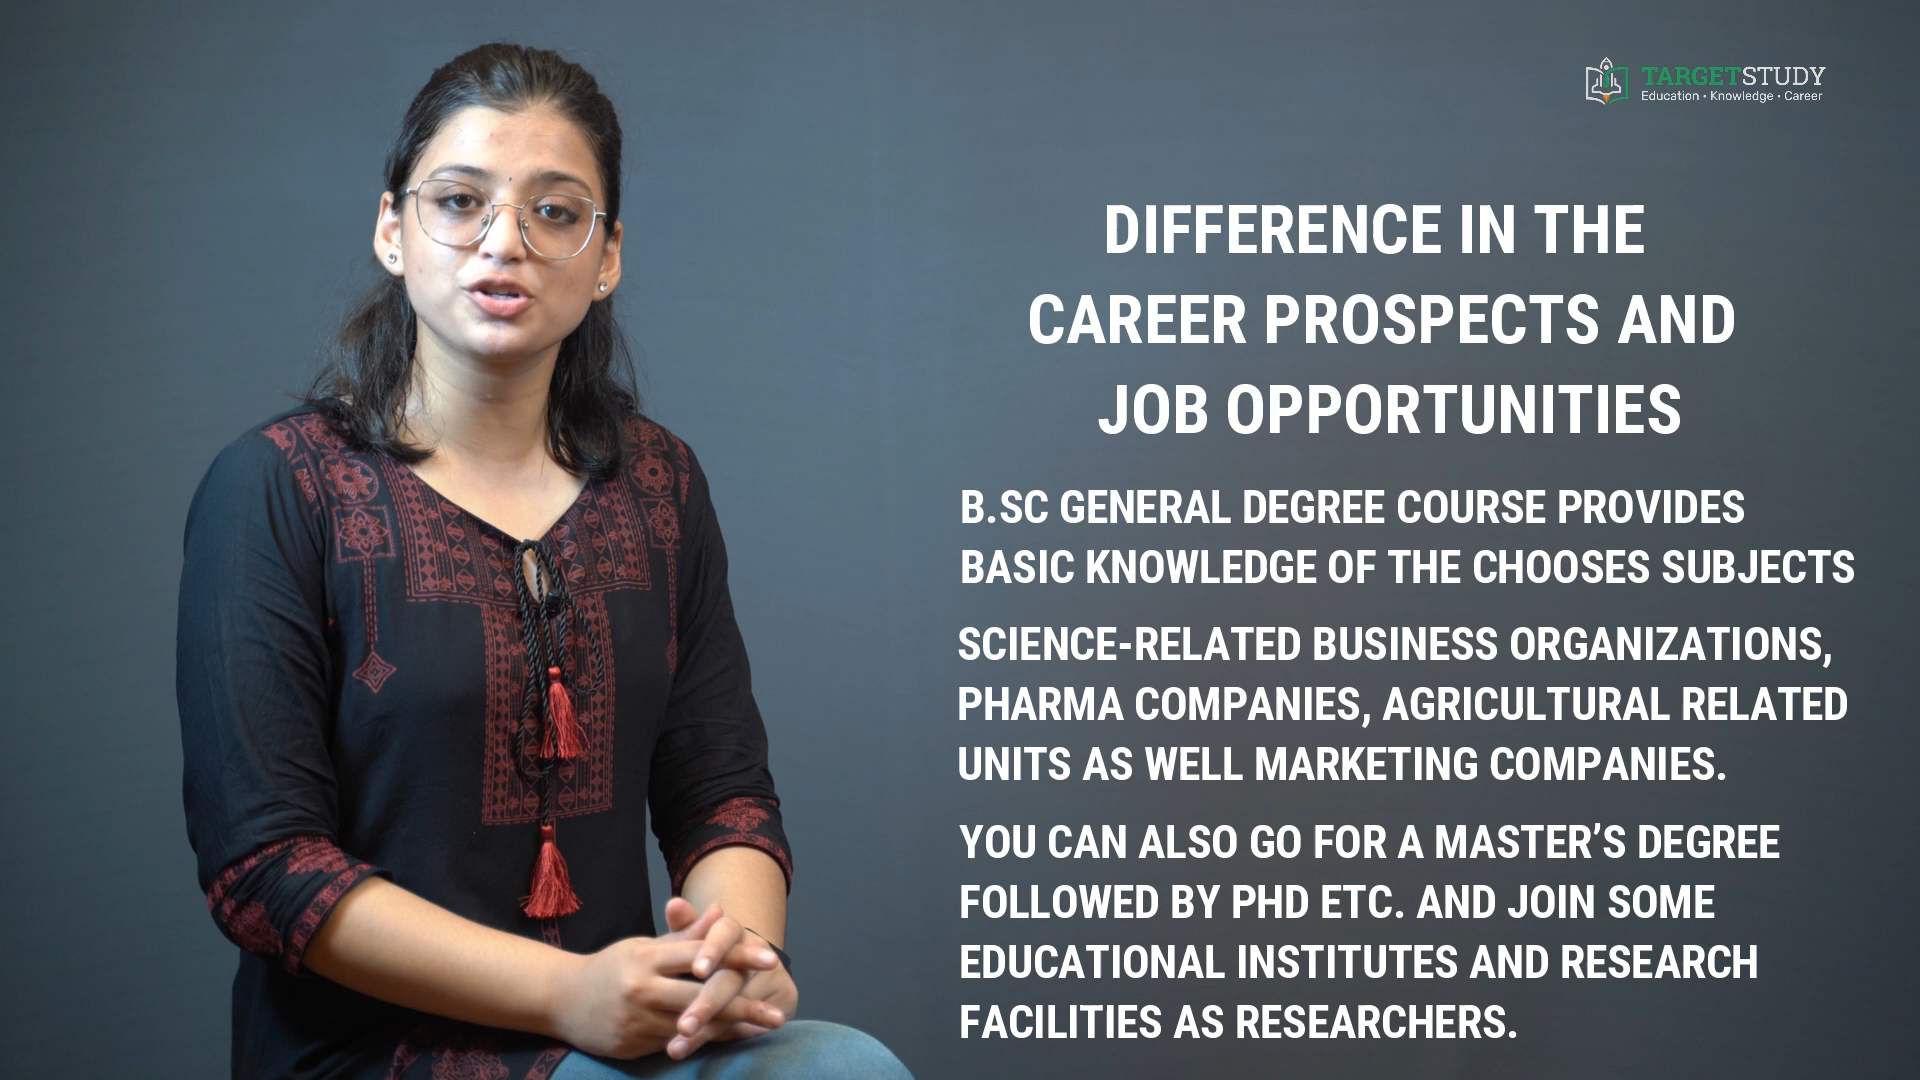 TARGETSTUDY
Education • Knowledge • Career
DIFFERENCE IN THE
CAREER PROSPECTS AND
JOB OPPORTUNITIES
B.SC GENERAL DEGREE COURSE PROVIDES
BASIC KNOWLEDGE OF THE CHOOSES SUBJECTS
SCIENCE-RELATED BUSINESS ORGANIZATIONS,
PHARMA COMPANIES, AGRICULTURAL RELATED
UNITS AS WELL MARKETING COMPANIES.
YOU CAN ALSO GO FOR A MASTER’S DEGREE
FOLLOWED BY PHD ETC. AND JOIN SOME
EDUCATIONAL INSTITUTES AND RESEARCH
FACILITIES AS RESEARCHERS.